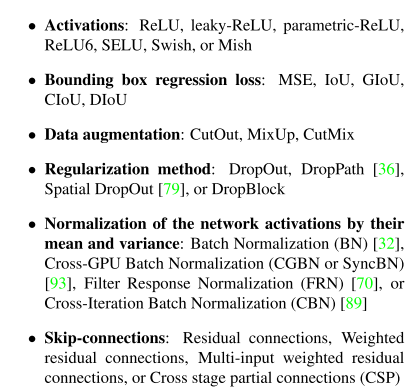 • Activations: ReLU, leaky-ReLU, parametric-ReLU,
ReLU6, SELU, Swish, or Mish
• Bounding box regression loss: MSE, IoU, GIoU,
CIoU, DIoU
• Data augmentation: CutOut, MixUp, CutMix
• Regularization method: DropOut, DropPath [36],
Spatial DropOut [79], or DropBlock
• Normalization of the network activations by their
mean and variance: Batch Normalization (BN) [32],
Cross-GPU Batch Normalization (CGBN or SyncBN)
[93], Filter Response Normalization (FRN) [70], or
Cross-Iteration Batch Normalization (CBN) [89]
• Skip-connections: Residual connections, Weighted
residual connections, Multi-input weighted residual
connections, or Cross stage partial connections (CSP)